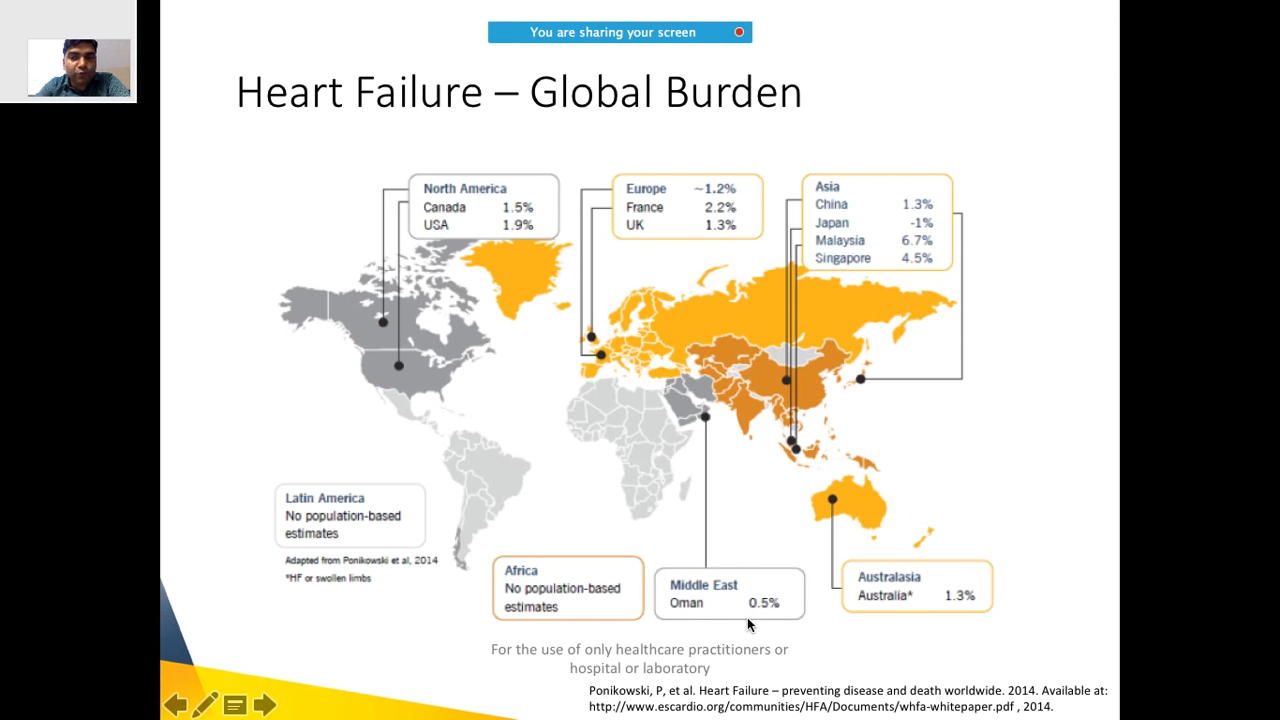 You are sharing your screen
Heart Failure – Global Burden
North America
Canada 1.5%
USA 1.9%
Europe ~1.2%
France 2.2%
UK 1.3%
Asia
China 1.3%
Japan -1%
Malaysia 6.7%
Singapore 4.5%
Latin America
No population-based
estimates
Adapted from Ponikowski et al, 2014
*HF or swollen limbs
Africa
No population-based
estimates
Middle East
Oman 0.5%
Australasia
Australia* 1.3%
For the use of only healthcare practitioners or
hospital or laboratory
Ponikowski, P, et al. Heart Failure – preventing disease and death worldwide. 2014. Available at:
http://www.escardio.org/communities/HFA/Documents/whfa-whitepaper.pdf , 2014.